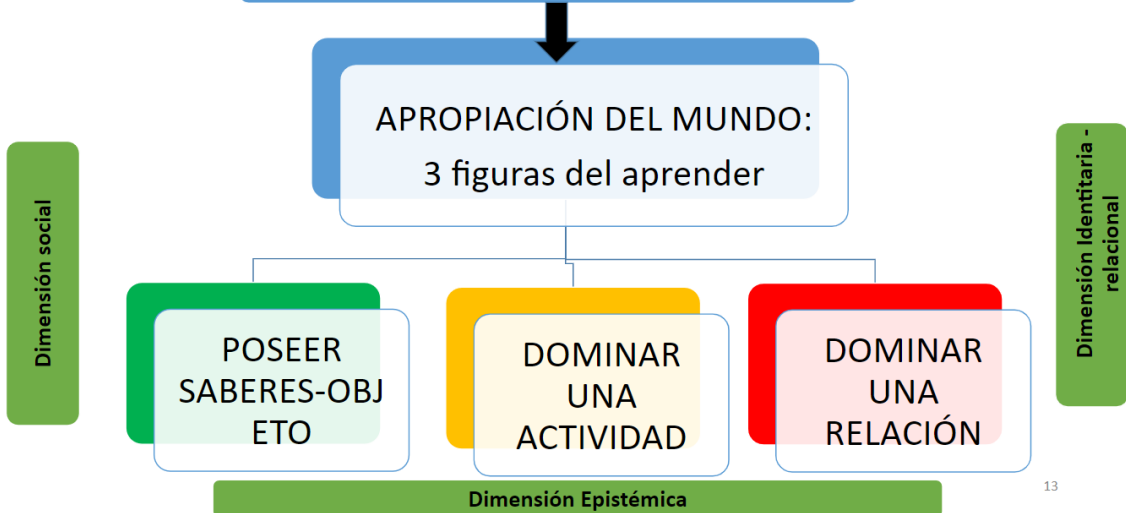 APROPIACIÓN DEL MUNDO:
3 figuras del aprender
Dimensión social
Dimensión Identitaria -
relacional
POSEER
SABERES-OBJ
ETO
DOMINAR
UNA
ACTIVIDAD
DOMINAR
UNA
RELACIÓN
Dimensión Epistémica
13